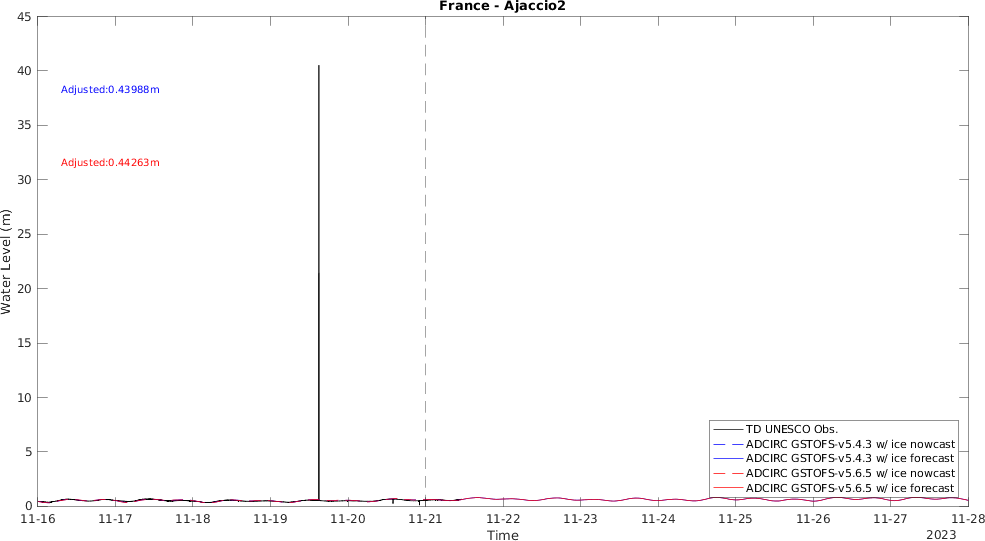 France - Ajaccio2
45
40
35
30
25
20
15
10
5
0
Water Level (m)
Adjusted:0.43988m
Adjusted:0.44263m
TD UNESCO Obs.
ADCIRC GSTOFS-v5.4.3 w/ ice nowcast
ADCIRC GSTOFS-v5.4.3 w/ ice forecast
ADCIRC GSTOFS-v5.6.5 w/ ice nowcast
ADCIRC GSTOFS-v5.6.5 w/ ice forecast
11-16 11-17 11-18 11-19 11-20 11-21 11-22 11-23 11-24 11-25 11-26 11-27 11-28
Time
2023